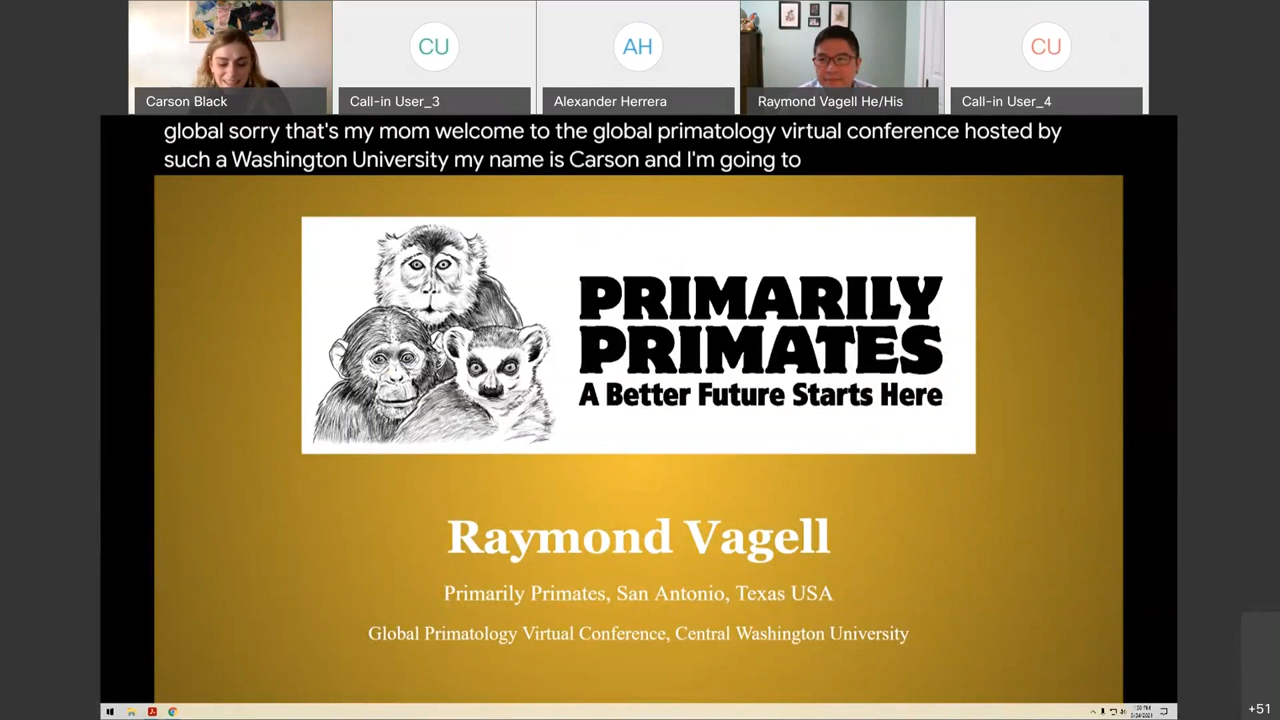 CU
AH
CU
Carson Black
Call-in User_3
Alexander Herrera
Raymond Vagell He/His
Call-in User_4
global sorry that's my mom welcome to the global primatology virtual conference hosted by
such a Washington University my name is Carson and I'm going to
PRIMARILY
PRIMATES
A Better Future Starts Here
Raymond Vagell
Primarily Primates, San Antonio, Texas USA
Global Primatology Virtual Conference, Central Washington University
+51